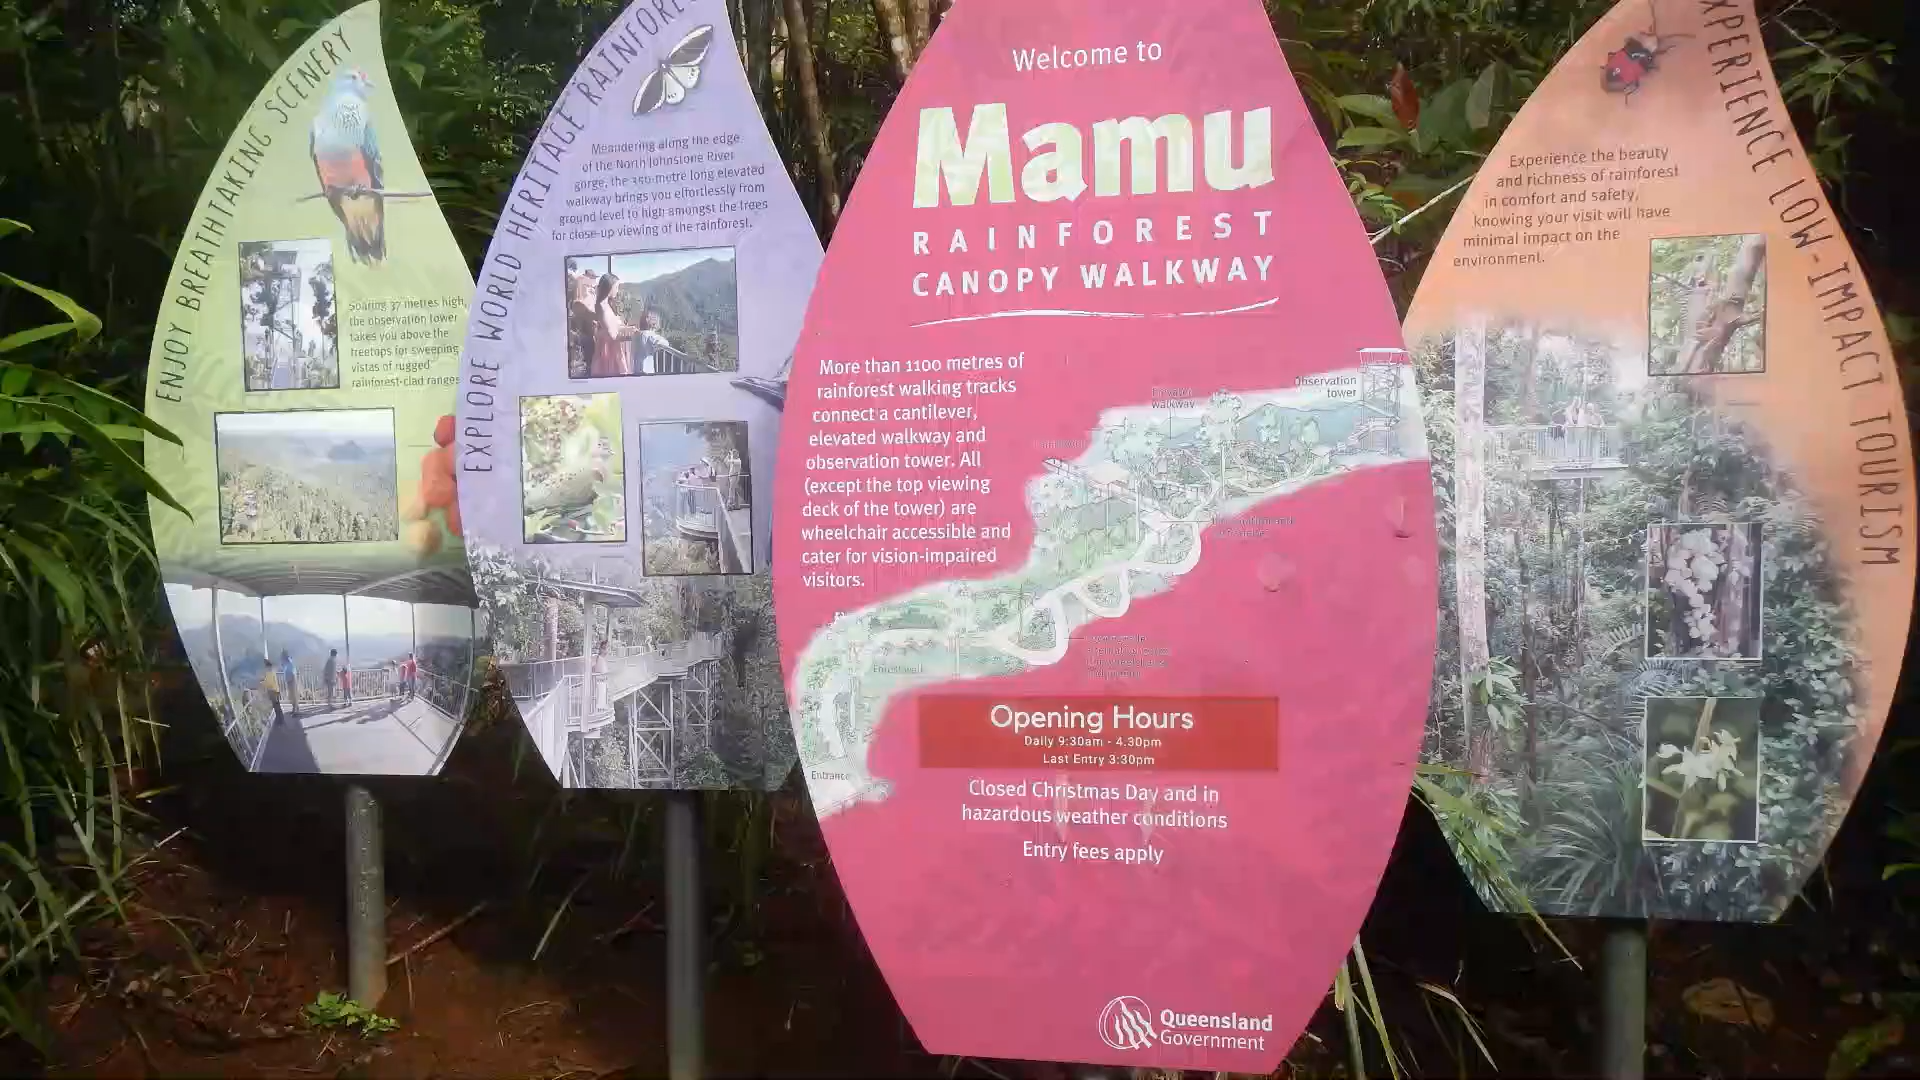 ENJOY BREATHTAKING SCENERY
Soaring 37 metres high,
the observation tower
takes you above the
treetops for sweeping
vistas of rugged
rainforest-clad ranges
EXPLORE WORLD HERITAGE
Meandering along the edge
of the North Johnstone River
gorge, the 350-metre long elevated
walkway brings you effortlessly from
ground level to high amongst the trees
for close-up viewing of the rainforest.
Welcome to
Mamu
RAINFOREST
CANOPY WALKWAY
More than 1100 metres of
rainforest walking tracks
connect a cantilever,
elevated walkway and
observation tower. All
(except the top viewing
deck of the tower) are
wheelchair accessible and
cater for vision-impaired
visitors.
Observation
tower
walkway
Entrance
Opening Hours
Daily 9:30am - 4.30pm
Last Entry 3:30pm
Closed Christmas Day and in
hazardous weather conditions
Entry fees apply
Queensland
Government
LOW-IMPACT TOURISM
Experience the beauty
and richness of rainforest
in comfort and safety,
knowing your visit will have
minimal impact on the
environment.